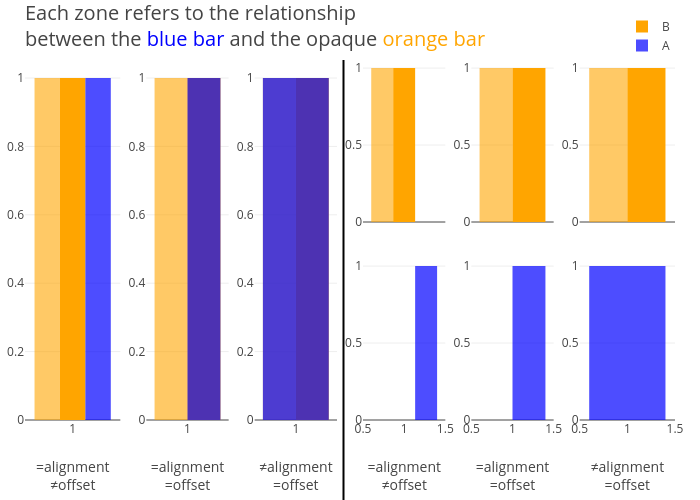 Each zone refers to the relationship
between the blue bar and the opaque orange bar
B
A
1
0.8
0.6
0.4
0.2
0
1
=alignment
≠offset
1
0.8
0.6
0.4
0.2
0
1
=alignment
=offset
1
0.8
0.6
0.4
0.2
0
1
≠alignment
=offset
1
0.5
0
1
0.5
0
0.5 1 1.5
=alignment
≠offset
1
0.5
0
1
0.5
0
0.5 1 1.5
=alignment
=offset
1
0.5
0
1
0.5
0
0.5 1 1.5
≠alignment
=offset